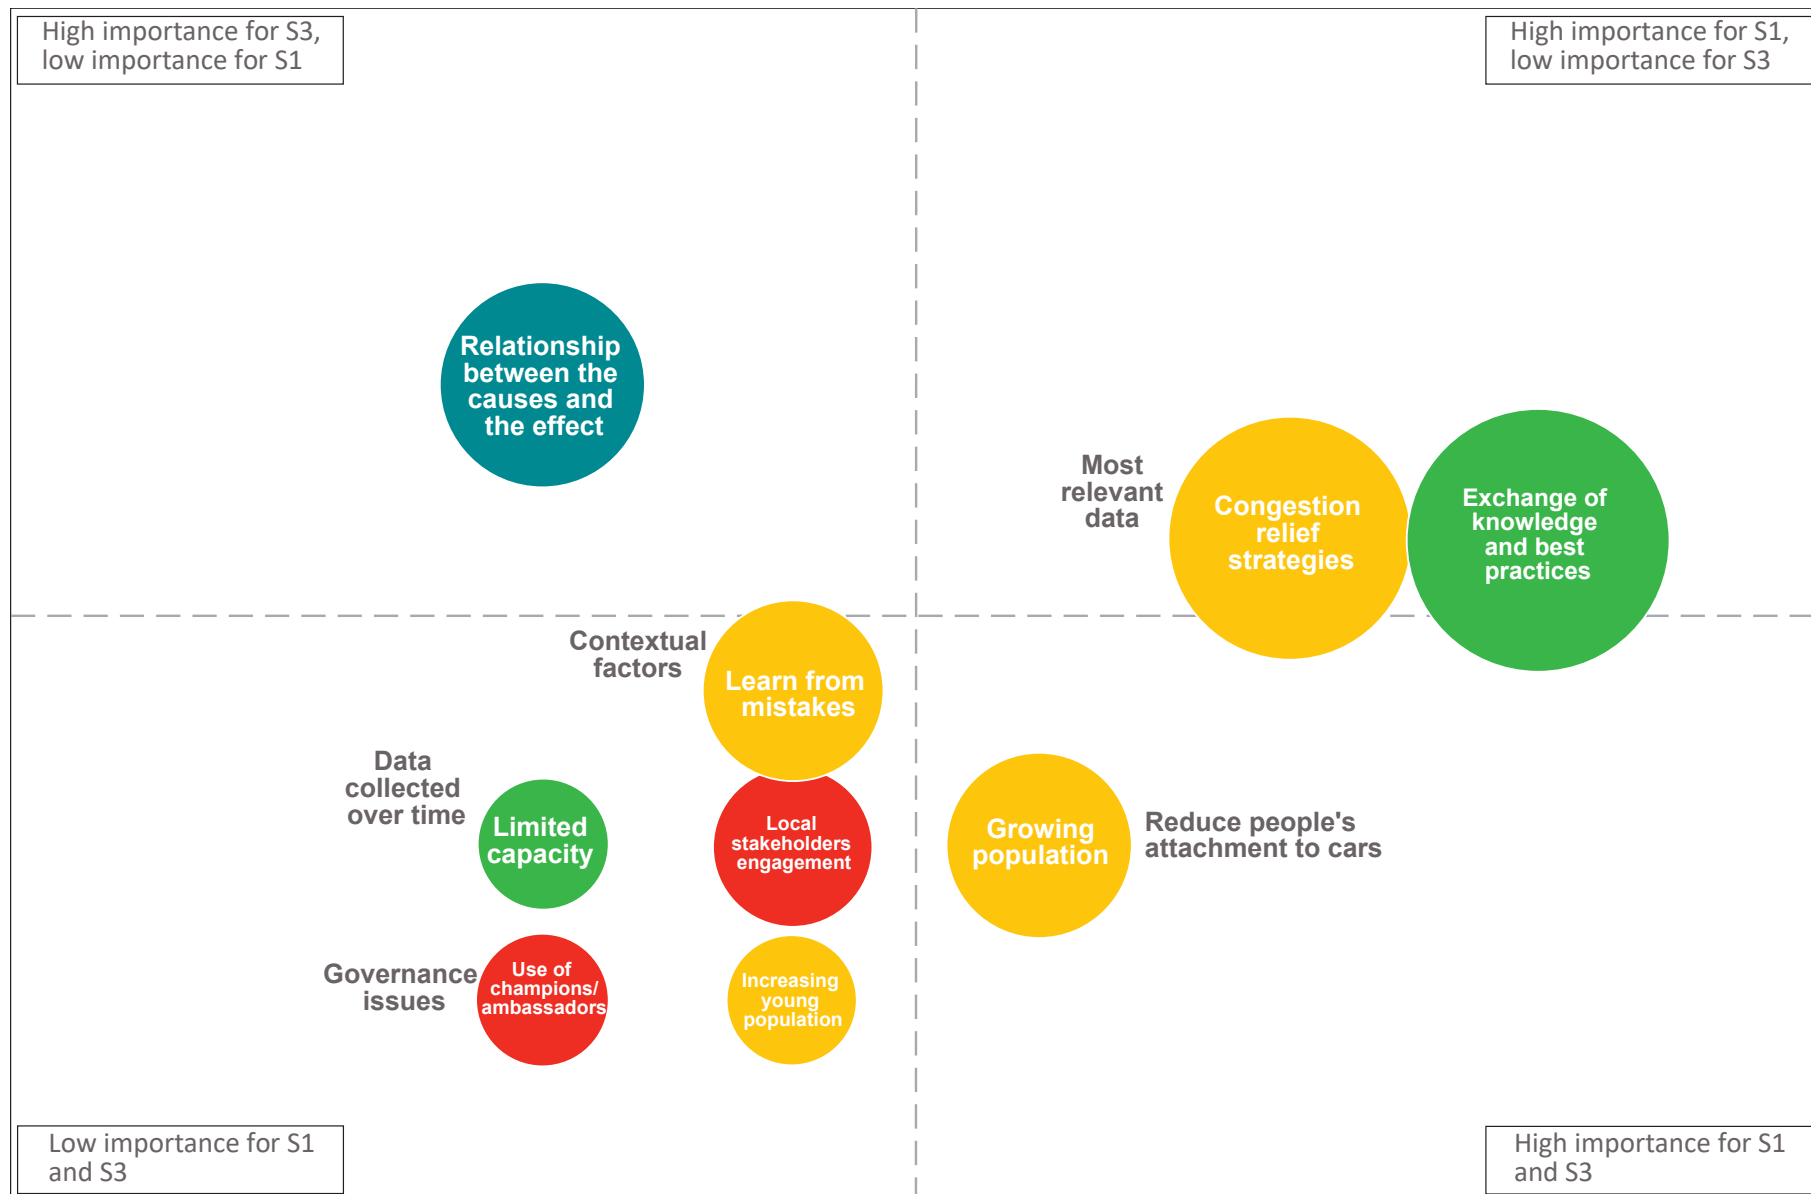 High importance for S3,
low importance for S1
High importance for S1,
low importance for S3
Relationship
between the
causes and
the effect
Most
relevant
data
Congestion
relief
strategies
Exchange of
knowledge
and best
practices
Contextual
factors
Learn from
mistakes
Data
collected
over time
Limited
capacity
Local
stakeholders
engagement
Growing
population
Reduce people's
attachment to cars
Governance
issues
Use of
champions/
ambassadors
Increasing
young
population
Low importance for S1
and S3
High importance for S1
and S3